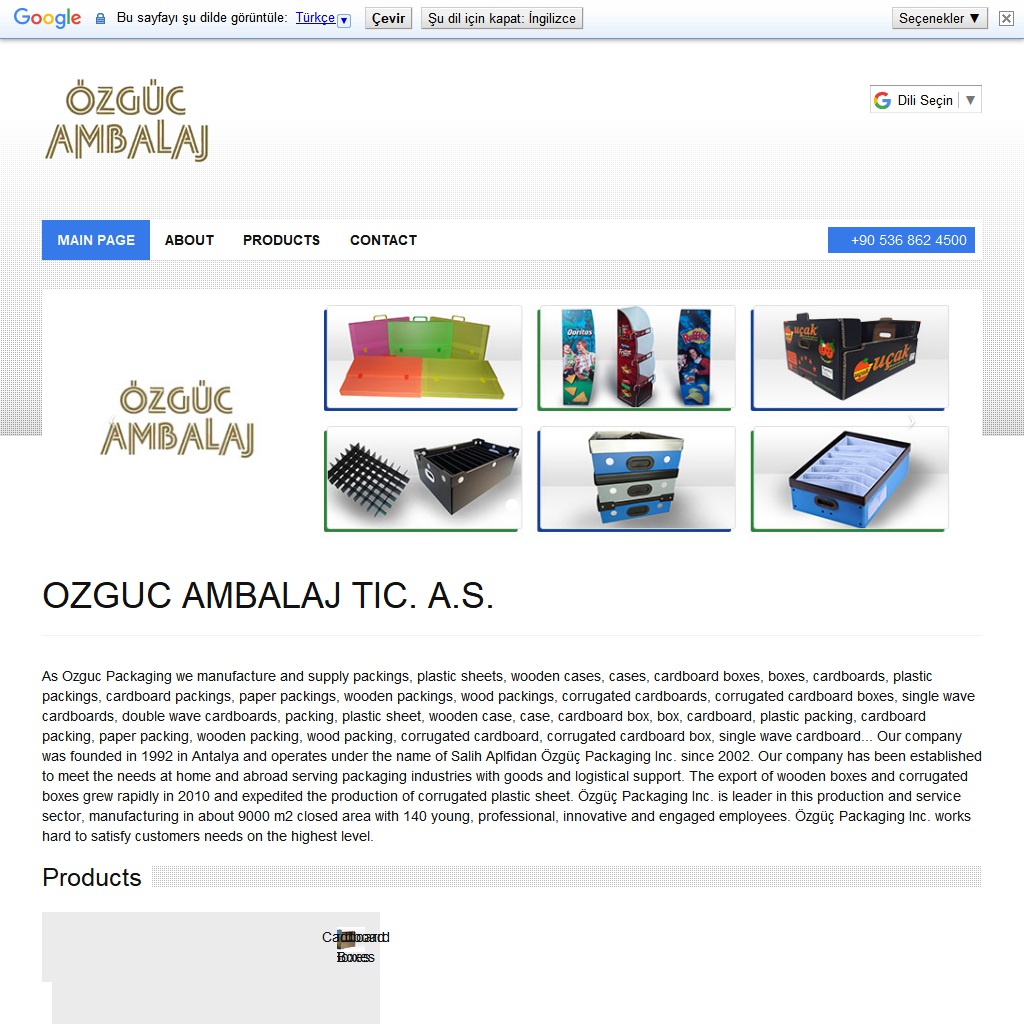 Google Bu sayfayı şu dilde görüntüle: Türkçe Çevir Şu dil için kapat: İngilizce Seçenekler ▼
ÖZGÜÇ
AMBALAJ
Dili Seçin ▼
MAIN PAGE ABOUT PRODUCTS CONTACT +90 536 862 4500
Doritos
uçak
uçak
ÖZGÜÇ
AMBALAJ
OZGUC AMBALAJ TIC. A.S.
As Ozguc Packaging we manufacture and supply packings, plastic sheets, wooden cases, cases, cardboard boxes, boxes, cardboards, plastic
packings, cardboard packings, paper packings, wooden packings, wood packings, corrugated cardboards, corrugated cardboard boxes, single wave
cardboards, double wave cardboards, packing, plastic sheet, wooden case, case, cardboard box, box, cardboard, plastic packing, cardboard
packing, paper packing, wooden packing, wood packing, corrugated cardboard, corrugated cardboard box, single wave cardboard... Our company
was founded in 1992 in Antalya and operates under the name of Salih Aplfidan Özgüç Packaging Inc. since 2002. Our company has been established
to meet the needs at home and abroad serving packaging industries with goods and logistical support. The export of wooden boxes and corrugated
boxes grew rapidly in 2010 and expedited the production of corrugated plastic sheet. Özgüç Packaging Inc. is leader in this production and service
sector, manufacturing in about 9000 m2 closed area with 140 young, professional, innovative and engaged employees. Özgüç Packaging Inc. works
hard to satisfy customers needs on the highest level.
Products